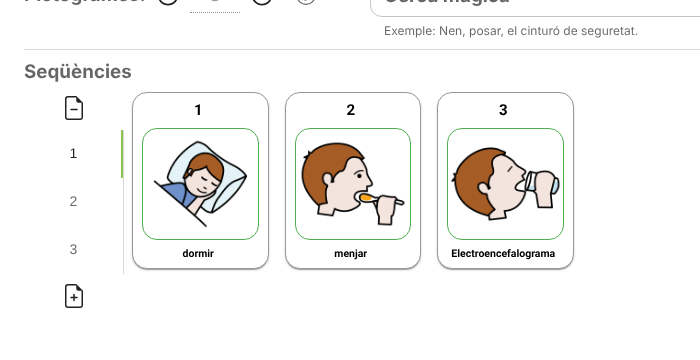 Exemple: Nen, posar, el cinturó de seguretat.
Seqüències
1
2
3
1
dormir
2
menjar
3
Electroencefalograma